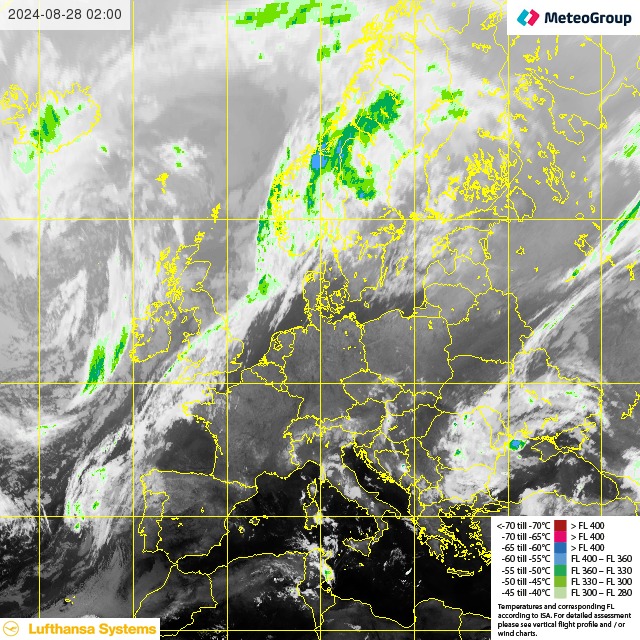 2024-08-28 02:00
MeteoGroup
<-70 till -70°C > FL 400
-70 till -65°C > FL 400
-65 till -60°C > FL 400
-60 till -55°C FL 400 – FL 360
-55 till -50°C FL 360 – FL 330
-50 till -45°C FL 330 – FL 300
-45 till -40°C FL 300 – FL 280
Temperatures and corresponding FL
according to ISA. For detailed assessment
please see vertical flight profile and / or
wind charts.
Lufthansa Systems